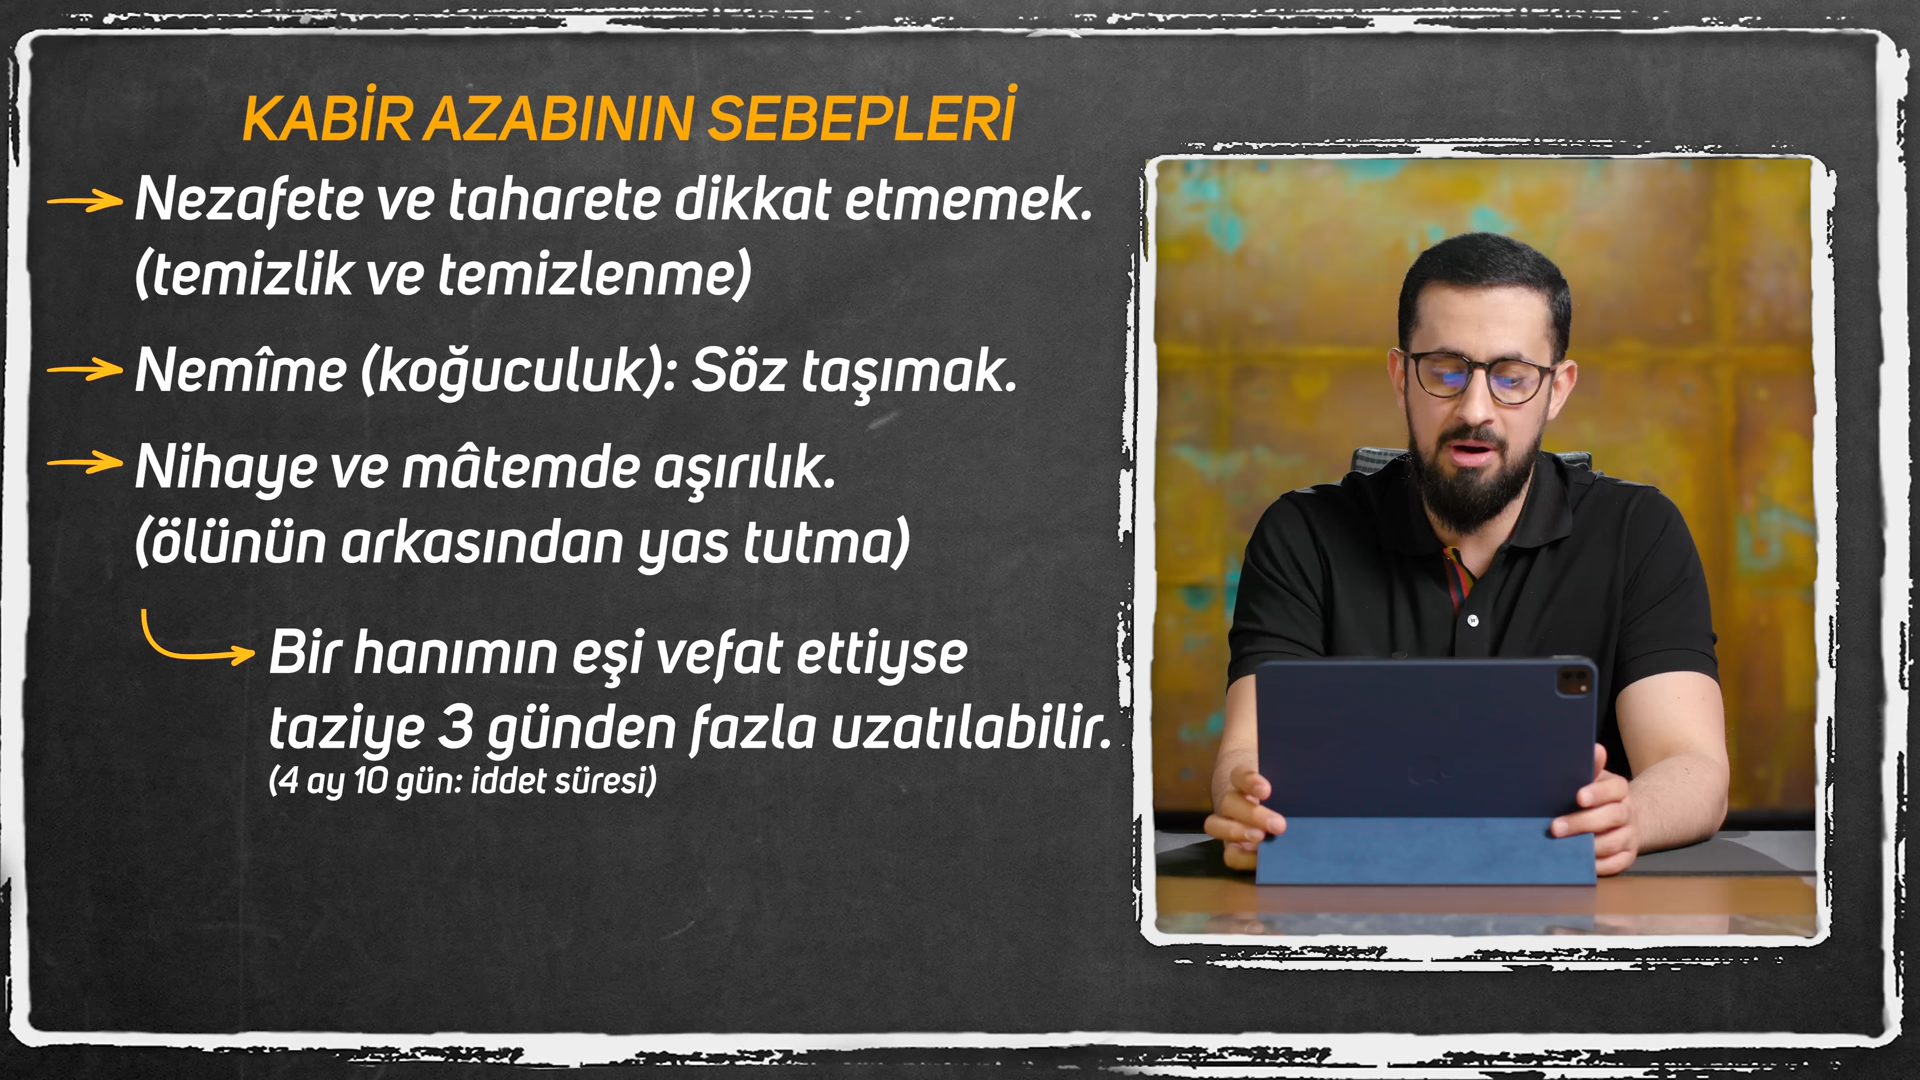 KABİR AZABININ SEBEPLERİ
Nezafete ve taharete dikkat etmemek.
(temizlik ve temizlenme)
Nemîme (koğuculuk): Söz taşımak.
Nihaye ve mâtemde aşırılık.
(ölünün arkasından yas tutma)
Bir hanımın eşi vefat ettiyse
taziye 3 günden fazla uzatılabilir.
(4 ay 10 gün: iddet süresi)